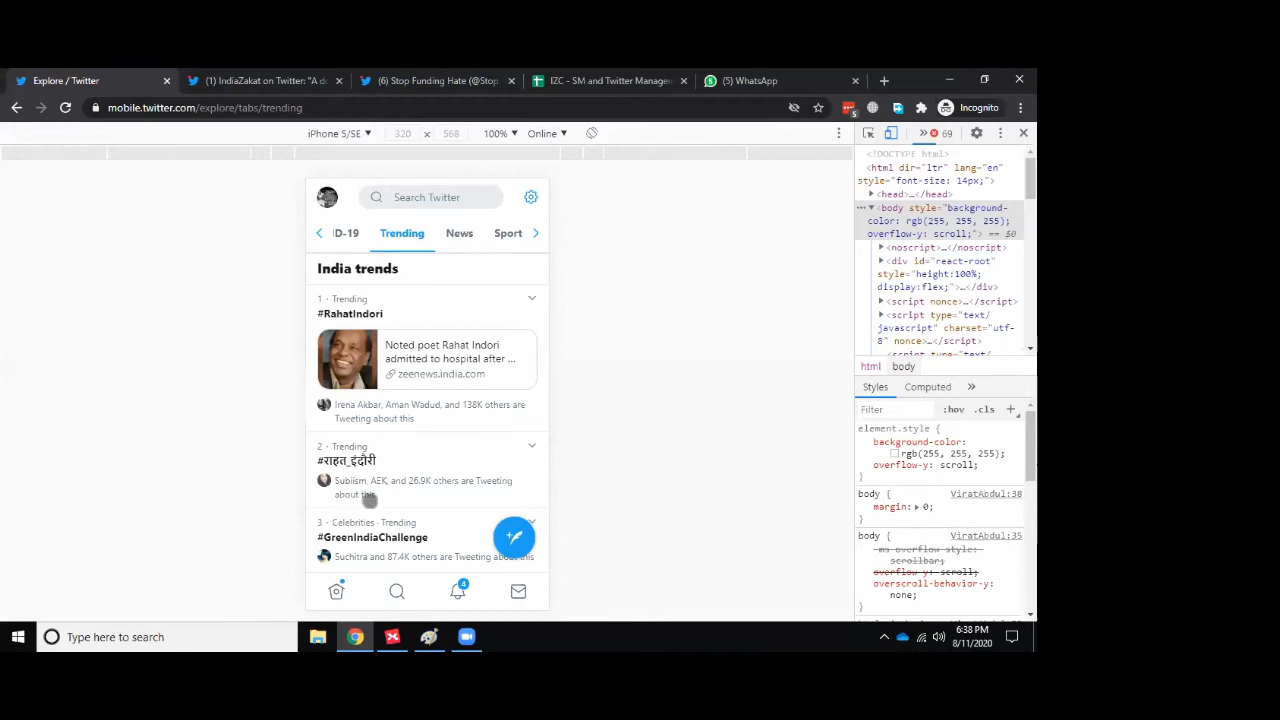 Explore / Twitter
(1) IndiaZakat on Twitter: "A do
(6) Stop Funding Hate (@Stop
IZC - SM and Twitter Managem
(5) WhatsApp
mobile.twitter.com/explore/tabs/trending
5
Incognito
iPhone 5/SE
320 × 568
100%
Online
69
Search Twitter
ID-19
Trending
News
Sport
India trends
1 · Trending
#RahatIndori
Noted poet Rahat Indori
admitted to hospital after ...
zeenews.india.com
Irena Akbar, Aman Wadud, and 138K others are
Tweeting about this
2 · Trending
#राहत_इंदौरी
Subiism, AEK, and 26.9K others are Tweeting
about this
3 · Celebrities · Trending
#GreenIndiaChallenge
Suchitra and 87.4K others are Tweeting about this
4
<!DOCTYPE html>
<html dir="ltr" lang="en"
style="font-size: 14px;">
<head>…</head>
<body style="background-
color: rgb(255, 255, 255);
overflow-y: scroll;"> == $0
<noscript>…</noscript>
<div id="react-root"
style="height:100%;
display:flex;">…</div>
<script nonce>…</script>
<script type="text/
javascript" charset="utf-
8" nonce>…</script>
html
body
Styles
Computed
Filter
:hov
.cls
element.style {
background-color:
rgb(255, 255, 255);
overflow-y: scroll;
}
body {
ViratAbdul:38
margin: 0;
}
body {
ViratAbdul:35
-ms-overflow-style:
scrollbar;
overflow-y: scroll;
overscroll-behavior-y:
none;
}
Type here to search
6:38 PM
8/11/2020